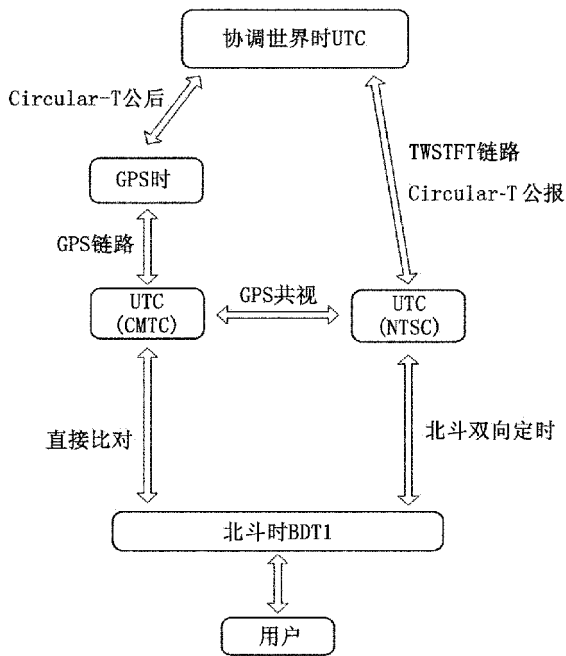 协调世界时UTC
Circular-T公后
TWSTFT链路
Circular-T公报
GPS时
GPS链路
GPS共视
UTC
(CMTC)
UTC
(NTSC)
直接比对
北斗双向定时
北斗时BDT1
用户